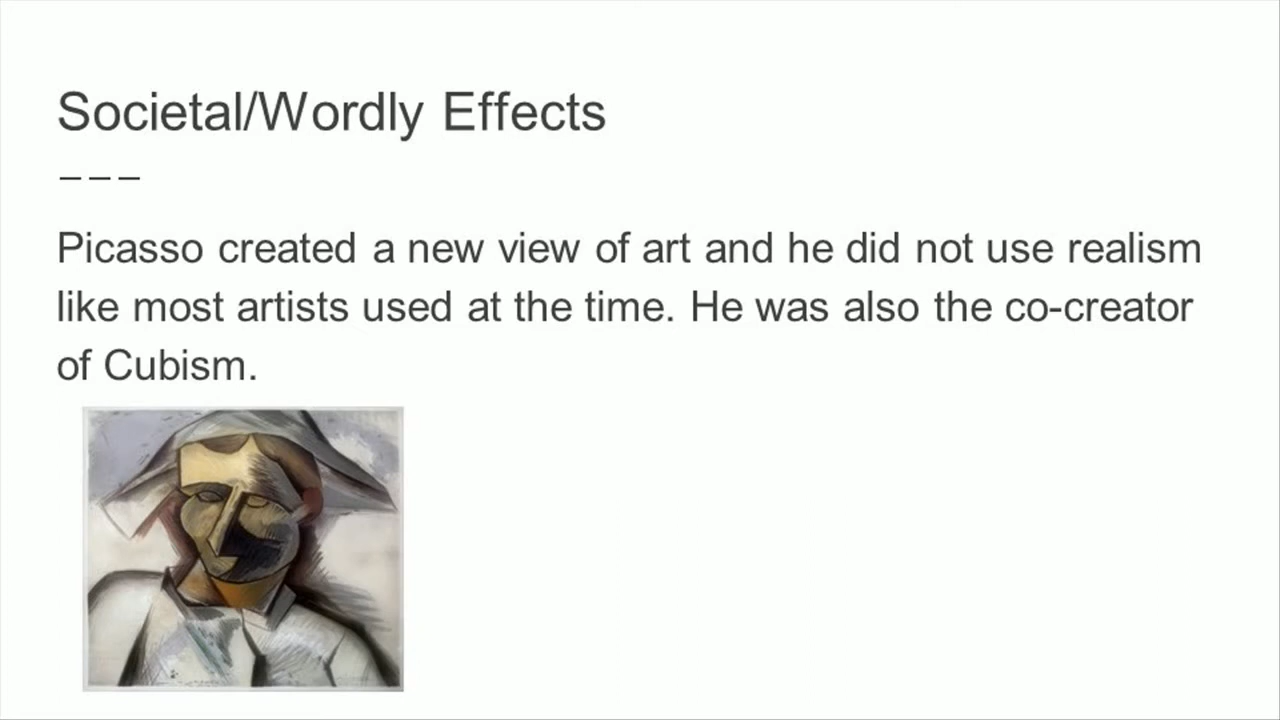 Societal/Wordly Effects
Picasso created a new view of art and he did not use realism
like most artists used at the time. He was also the co-creator
of Cubism.